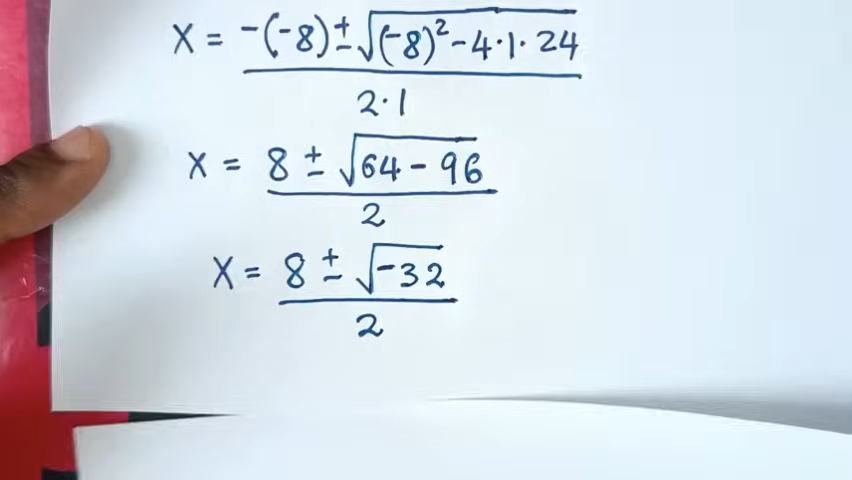 X = -(-8) ± √(-8)² - 4·1·24
2·1
X = 8 ± √64 - 96
2
X = 8 ± √-32
2